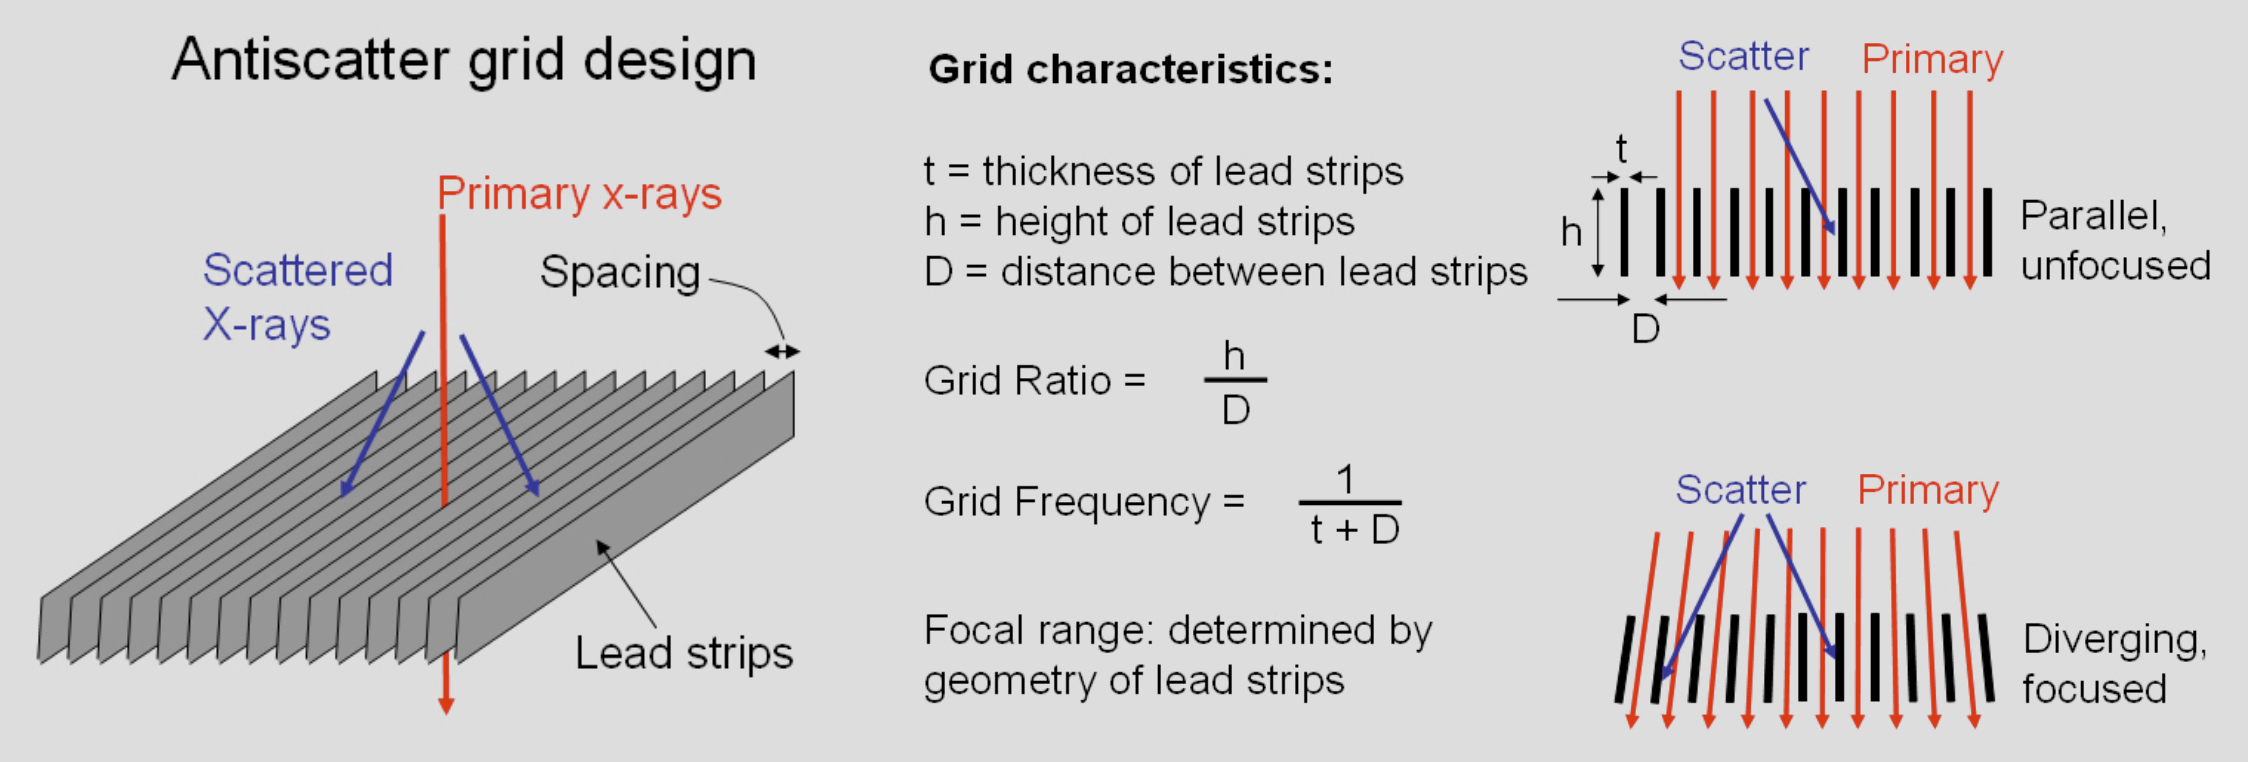 Antiscatter grid design
Primary x-rays
Scattered
X-rays
Spacing
Lead strips
Grid characteristics:
t = thickness of lead strips
h = height of lead strips
D = distance between lead strips
Grid Ratio =
h
D
Grid Frequency =
1
t + D
Focal range: determined by
geometry of lead strips
Scatter
Primary
t
h
D
Parallel,
unfocused
Scatter
Primary
Diverging,
focused